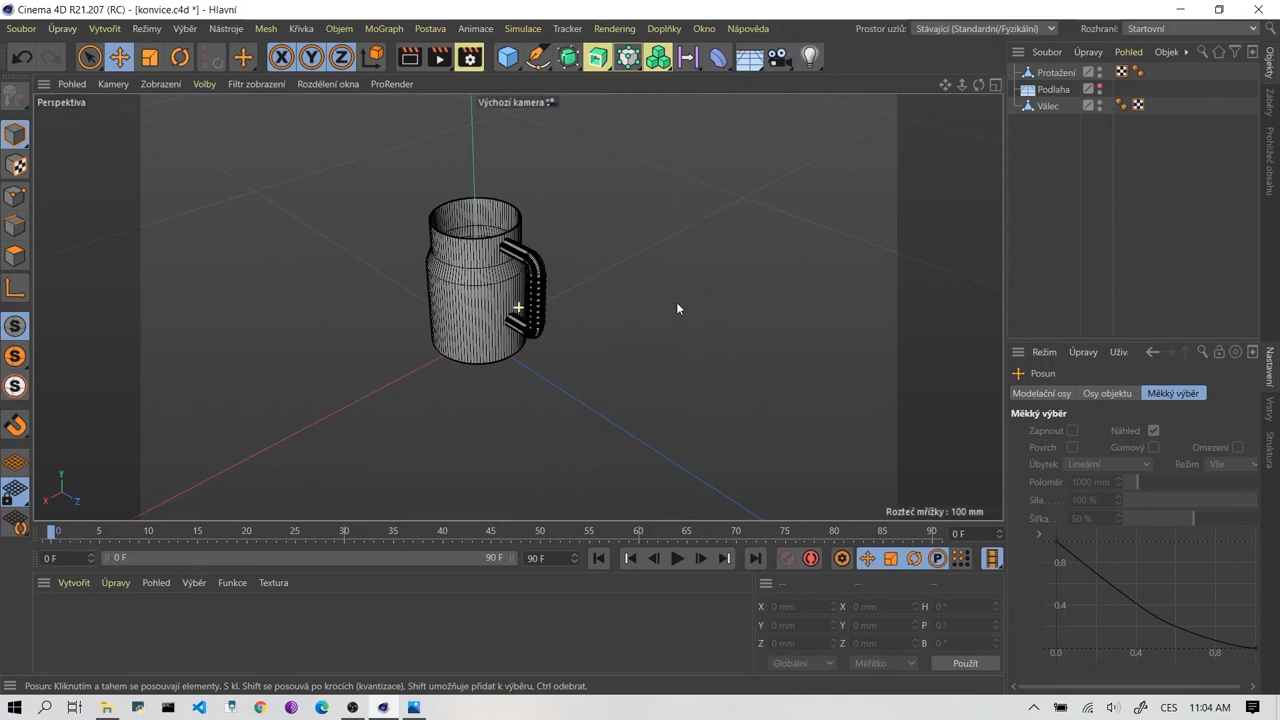 Cinema 4D R21.207 (RC) - [konvice.c4d *] - Hlavní
Soubor Úpravy Vytvořit Režimy Výběr Nástroje Mesh Křivka Objem MoGraph Postava Animace Simulace Tracker Rendering Doplňky Okno Nápověda
Prostor uzlů: Stávající (Standardní/Fyzikální) Rozhraní: Startovní
Soubor Úpravy Pohled Objek
Protažení
Podlaha
Válec
Pohled Kamery Zobrazení Volby Filtr zobrazení Rozdělení okna ProRender
Perspektiva
Výchozí kamera
Y
X
Z
Rozteč mřížky : 100 mm
Objekty
Záběry
Prohlížeč obsahu
Režim Úpravy Uživ.
Posun
Modelační osy Osy objektu Měkký výběr
Měkký výběr
Zapnout Náhled
Povrch Gumový Omezení
Úbytek Lineární Režim Vše
Poloměr 1000 mm
Síla. . . . 100 %
Šířka. . . 50 %
0.8
0.4
0.0 0.4 0.8
Nastavení
Vrstvy
Struktura
0 5 10 15 20 25 30 35 40 45 50 55 60 65 70 75 80 85 90 0 F
0 F 0 F 90 F 90 F
Vytvořit Úpravy Pohled Výběr Funkce Textura
-- -- --
X 0 mm X 0 mm H 0 °
Y 0 mm Y 0 mm P 0 °
Z 0 mm Z 0 mm B 0 °
Globální Měřítko Použít
Posun: Kliknutím a tahem se posouvají elementy. S kl. Shift se posouvá po krocích (kvantizace), Shift umožňuje přidat k výběru, Ctrl odebrat.
CES 11:04 AM